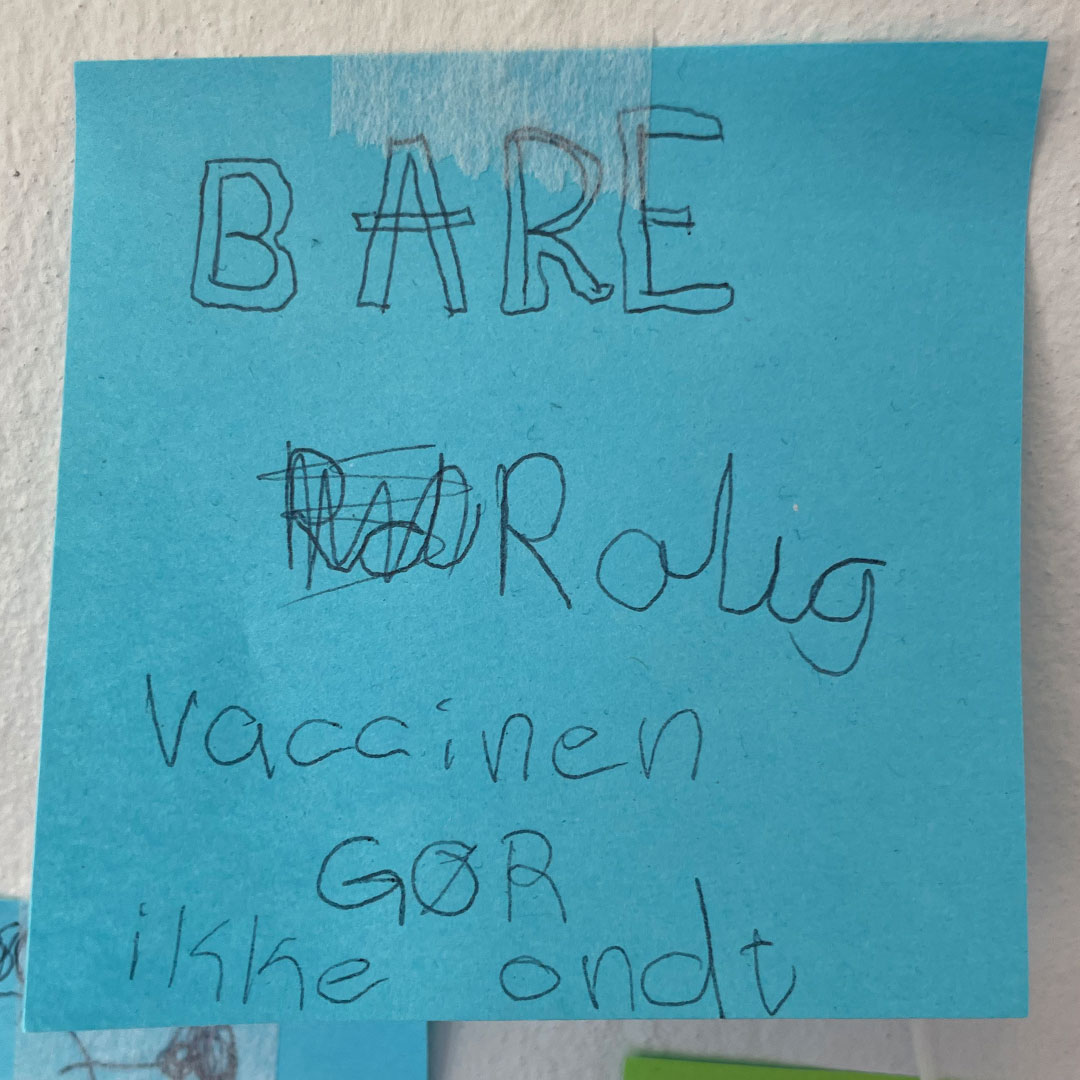 BARE
Rolig
Vaccinen
GØR
ikke ondt